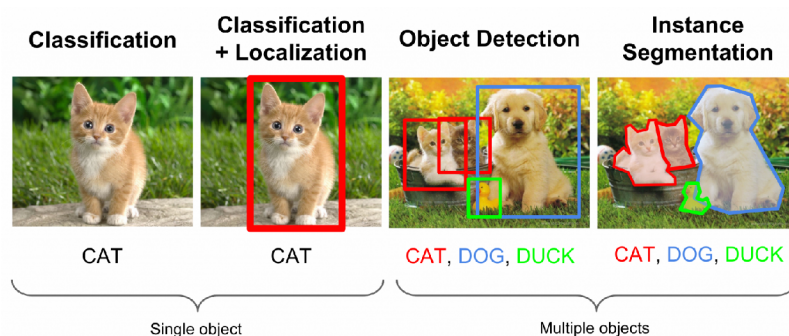 Classification
Classification
+ Localization
Object Detection
Instance
Segmentation
CAT
CAT
CAT, DOG, DUCK
CAT, DOG, DUCK
Single object
Multiple objects